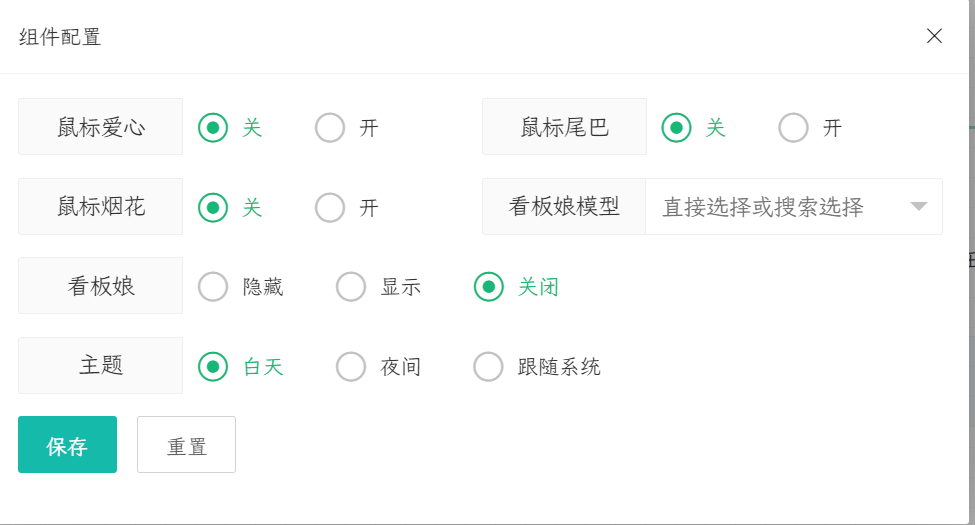 组件配置
鼠标爱心 关 开 鼠标尾巴 关 开
鼠标烟花 关 开 看板娘模型 直接选择或搜索选择
看板娘 隐藏 显示 关闭
主题 白天 夜间 跟随系统
保存 重置